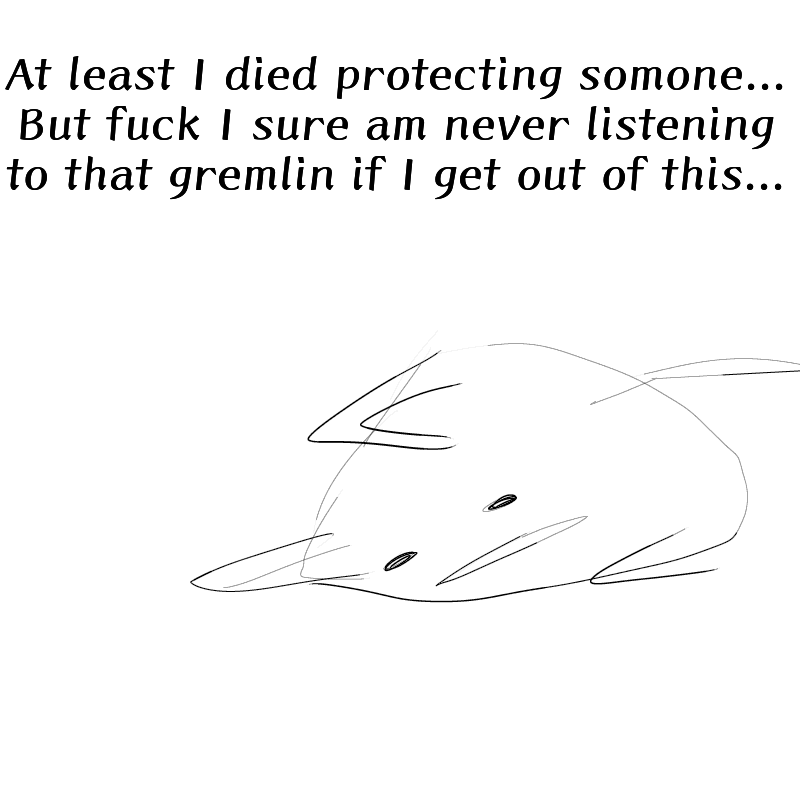 At least I died protecting somone...
But fuck I sure am never listening
to that gremlin if I get out of this...